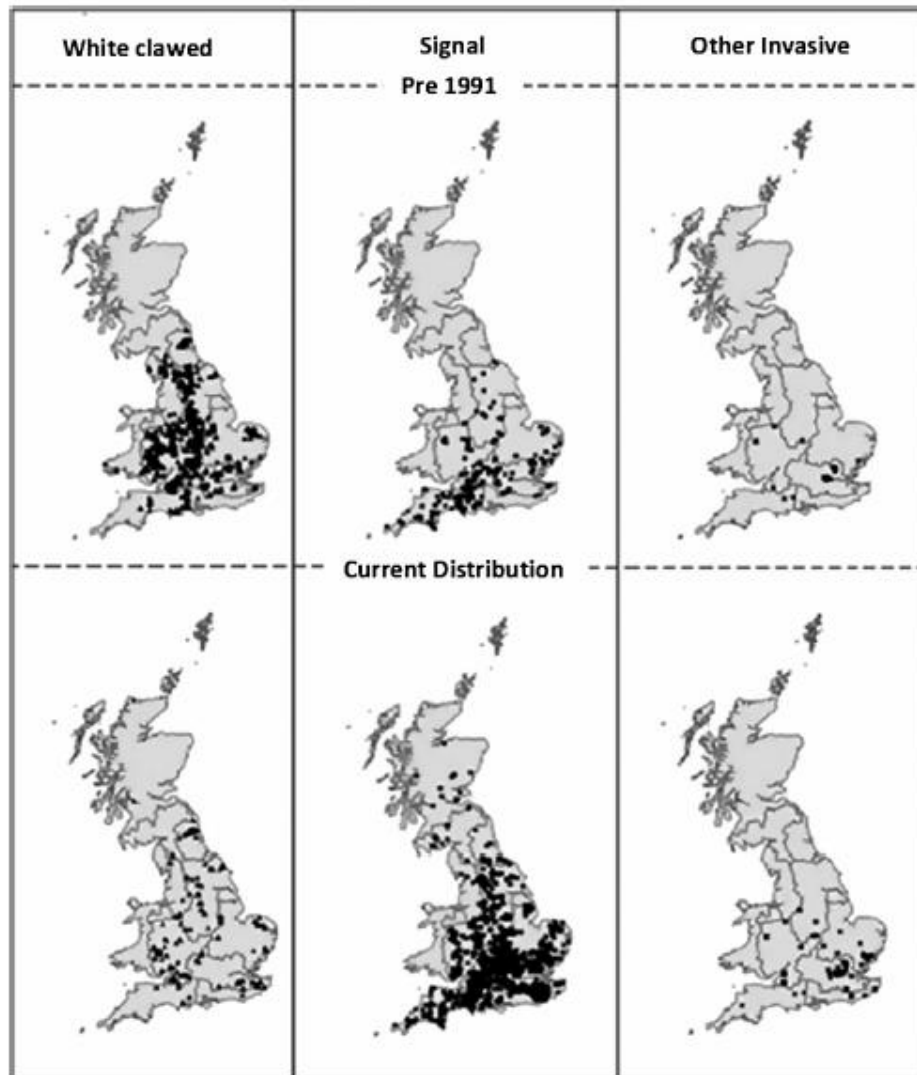 White clawed
Signal
Other Invasive
Pre 1991
Current Distribution